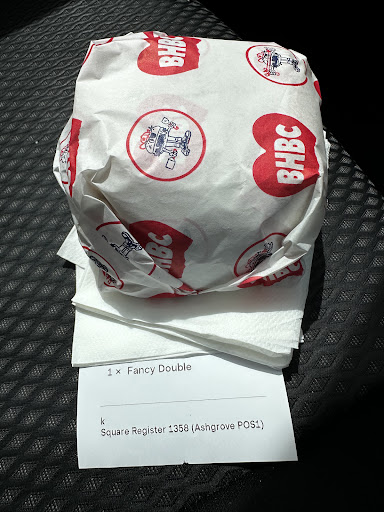 BHBC
BHBC
BHBC
BHBC
1 × Fancy Double
k
Square Register 1358 (Ashgrove POS1)